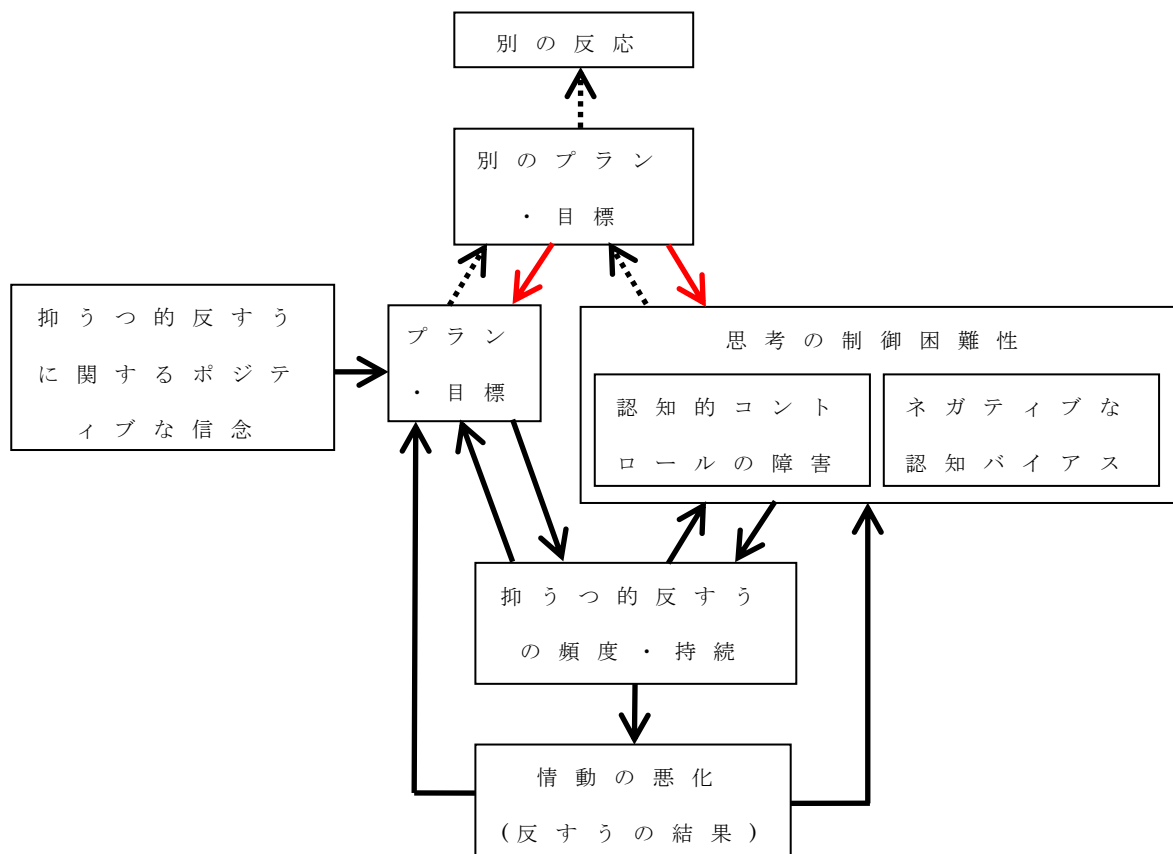 別の反応
別のプラン
・目標
抑うつ的反すう
に関するポジテ
ィブな信念
プラン
・目標
思考の制御困難性
認知的コント
ロールの障害
ネガティブな
認知バイアス
抑うつ的反すう
の頻度・持続
情動の悪化
(反すうの結果)